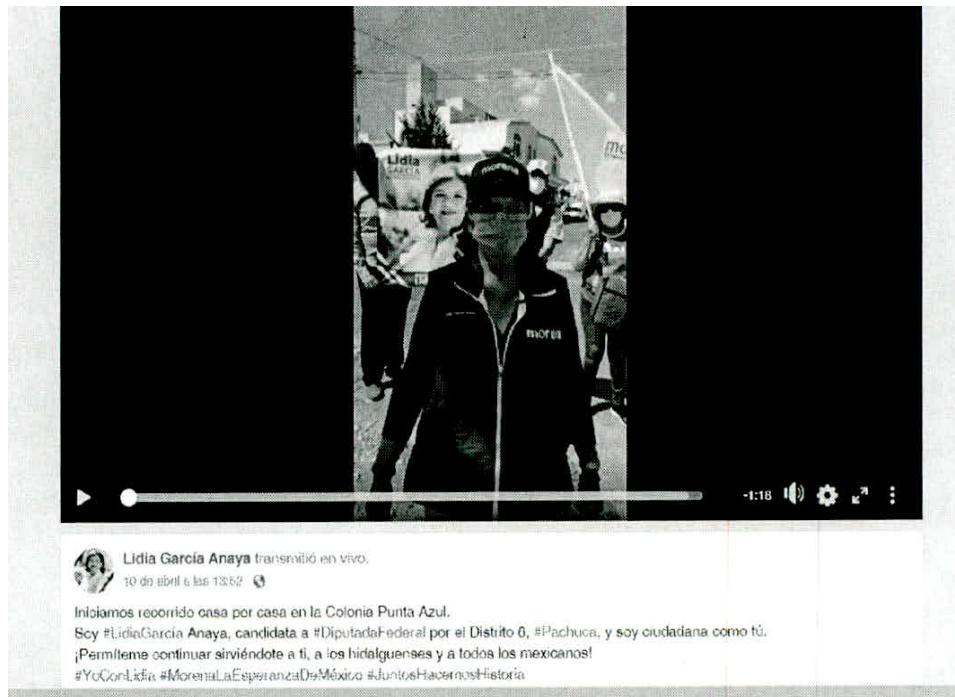 Lidia
GARCÍA
morena
morena
-1:18
Lidia García Anaya transmitió en vivo.
10 de abril a las 13:52
Iniciamos recorrido casa por casa en la Colonia Punta Azul.
Soy #LidiaGarcía Anaya, candidata a #DiputadaFederal por el Distrito 6, #Pachuca, y soy ciudadana como tú.
¡Permíteme continuar sirviéndote a ti, a los hidalguenses y a todos los mexicanos!
#YoConLidia #MorenaLaEsperanzaDeMéxico #JuntosHacemosHistoria